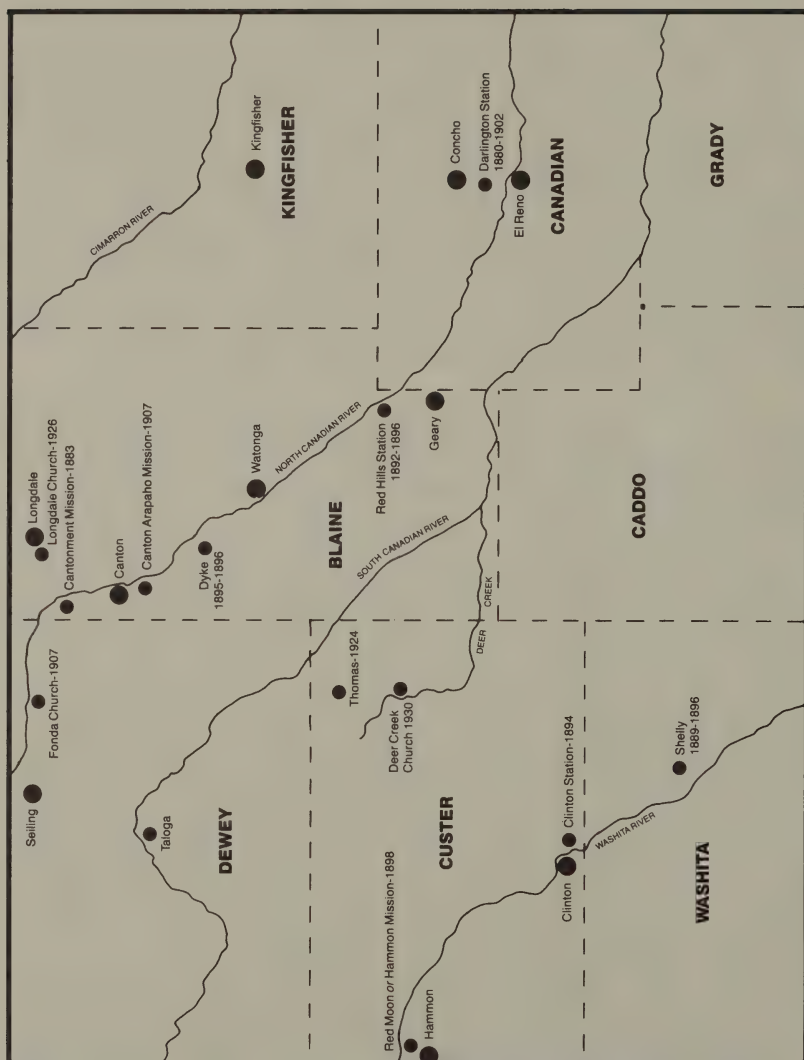 Seiling
Fonda Church-1907
Longdale
Longdale Church-1926
Cantonment Mission-1883
Canton
Canton Arapaho Mission-1907
CIMARRON RIVER
Taloga
Dyke
1895-1896
Watonga
Kingfisher
DEWEY
KINGFISHER
NORTH CANADIAN RIVER
BLAINE
Thomas-1924
Red Hills Station
1892-1896
SOUTH CANADIAN RIVER
Deer Creek
Church 1930
Geary
Red Moon or Hammon Mission-1898
Hammon
Concho
Darlington Station
1880-1902
CUSTER
DEER
CREEK
El Reno
CANADIAN
Clinton
Clinton Station-1894
WASHITA RIVER
Shelly
1889-1896
WASHITA
CADDO
GRADY